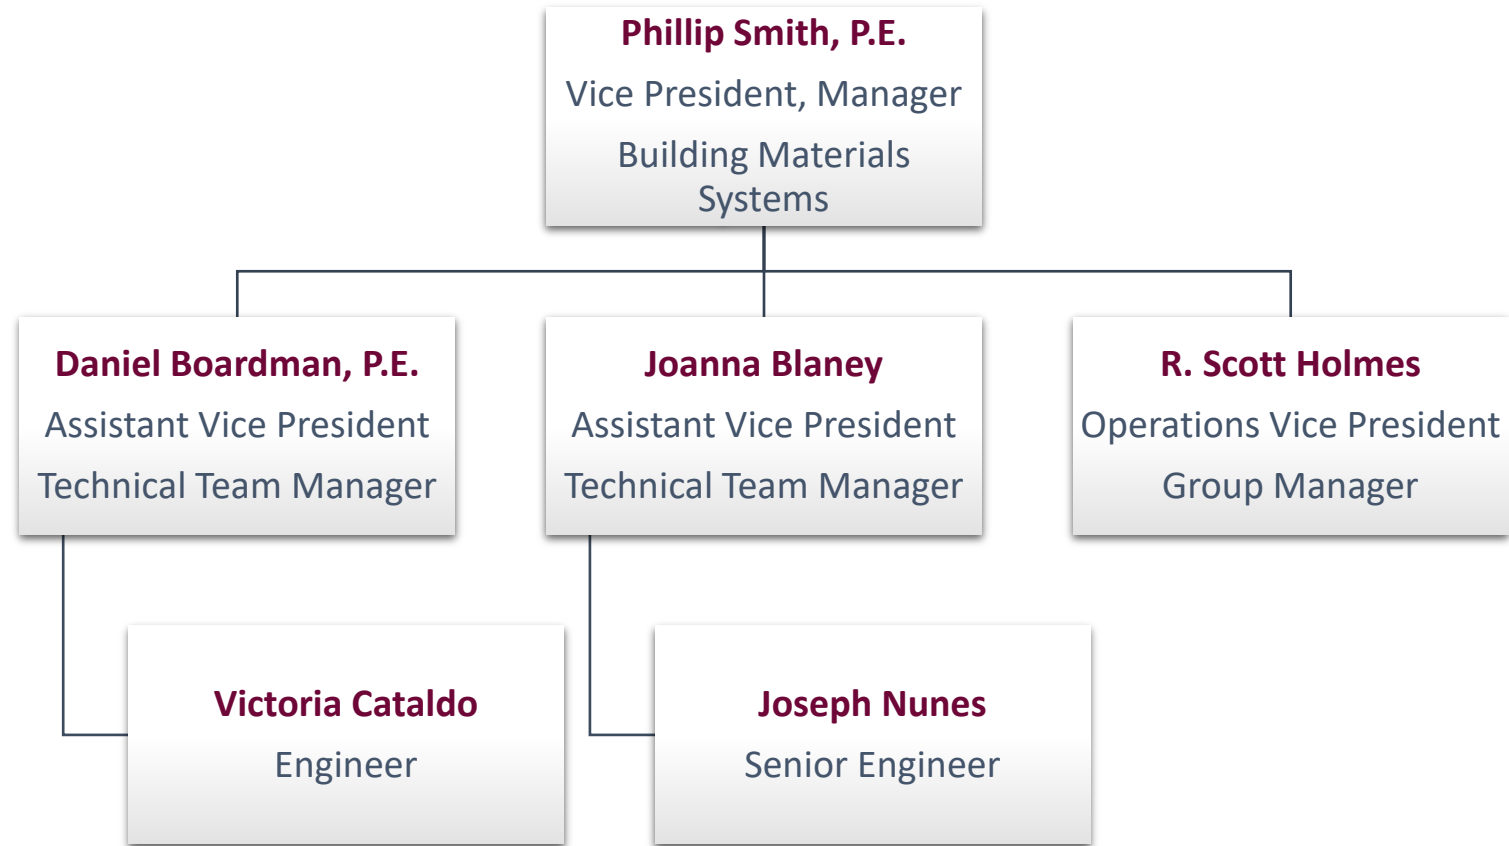 Phillip Smith, P.E.
Vice President, Manager
Building Materials
Systems
Daniel Boardman, P.E.
Assistant Vice President
Technical Team Manager
Joanna Blaney
Assistant Vice President
Technical Team Manager
R. Scott Holmes
Operations Vice President
Group Manager
Victoria Cataldo
Engineer
Joseph Nunes
Senior Engineer